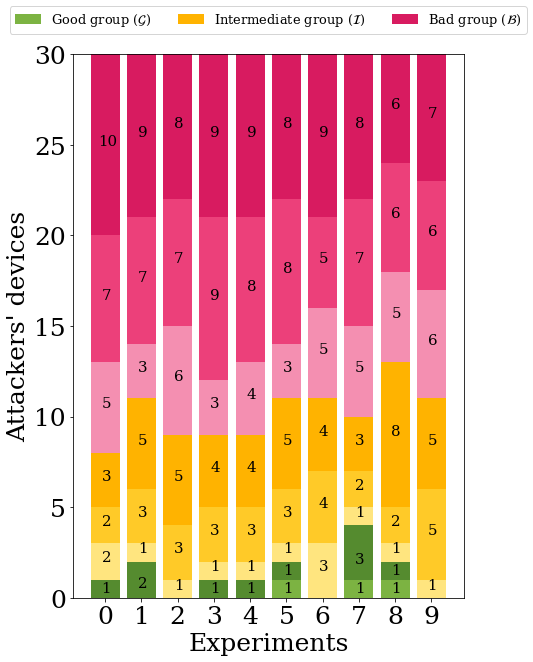 Good group (𝒢) Intermediate group (ℐ) Bad group (ℬ)
Attackers' devices
30
25
20
15
10
5
0
10 7 5 3 2 2 1
9 7 3 5 3 1 2
8 7 6 5 3 1
9 9 3 4 3 1 1
9 8 4 4 3 1 1
8 8 3 5 3 1 1 1
9 5 5 4 4 3
8 7 5 3 2 1 3 1
6 6 5 8 2 1 1 1
7 6 6 5 5 1
0 1 2 3 4 5 6 7 8 9
Experiments